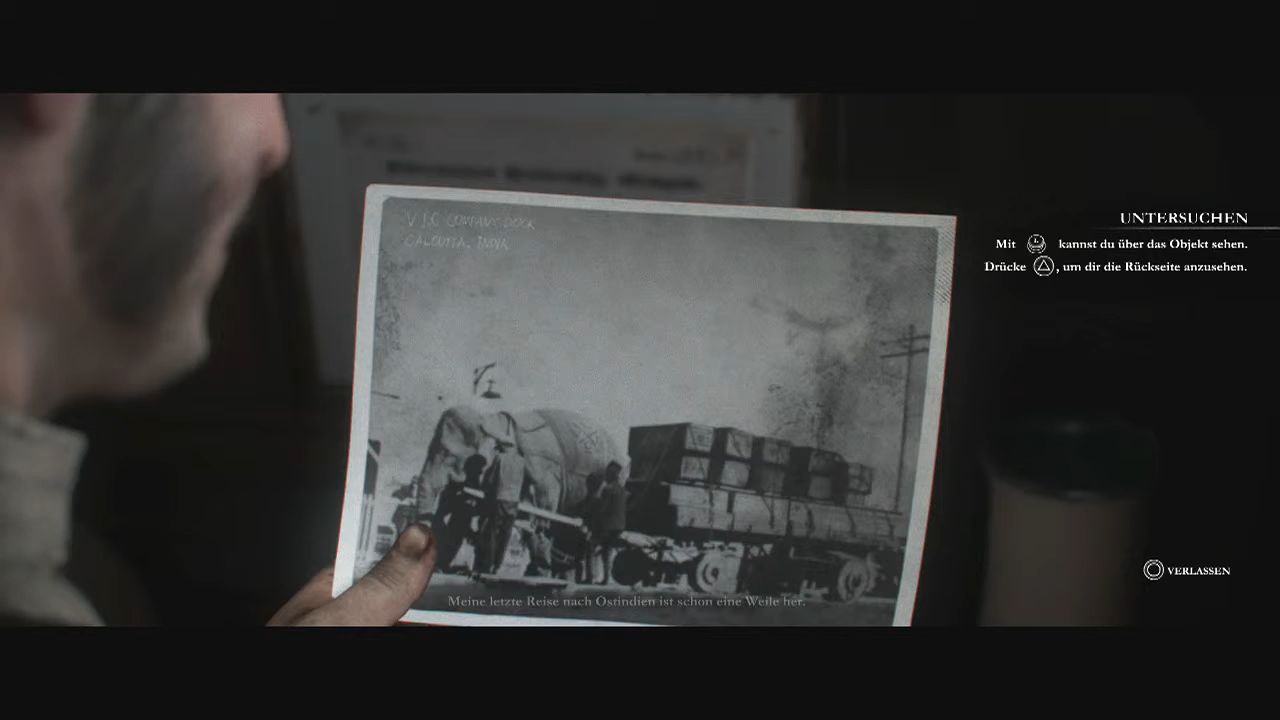 V.I.C COMPANY DOCK
CALCUTTA, INDIA
UNTERSUCHEN
Mit kannst du über das Objekt sehen.
Drücke , um dir die Rückseite anzusehen.
VERLASSEN
Meine letzte Reise nach Ostindien ist schon eine Weile her.